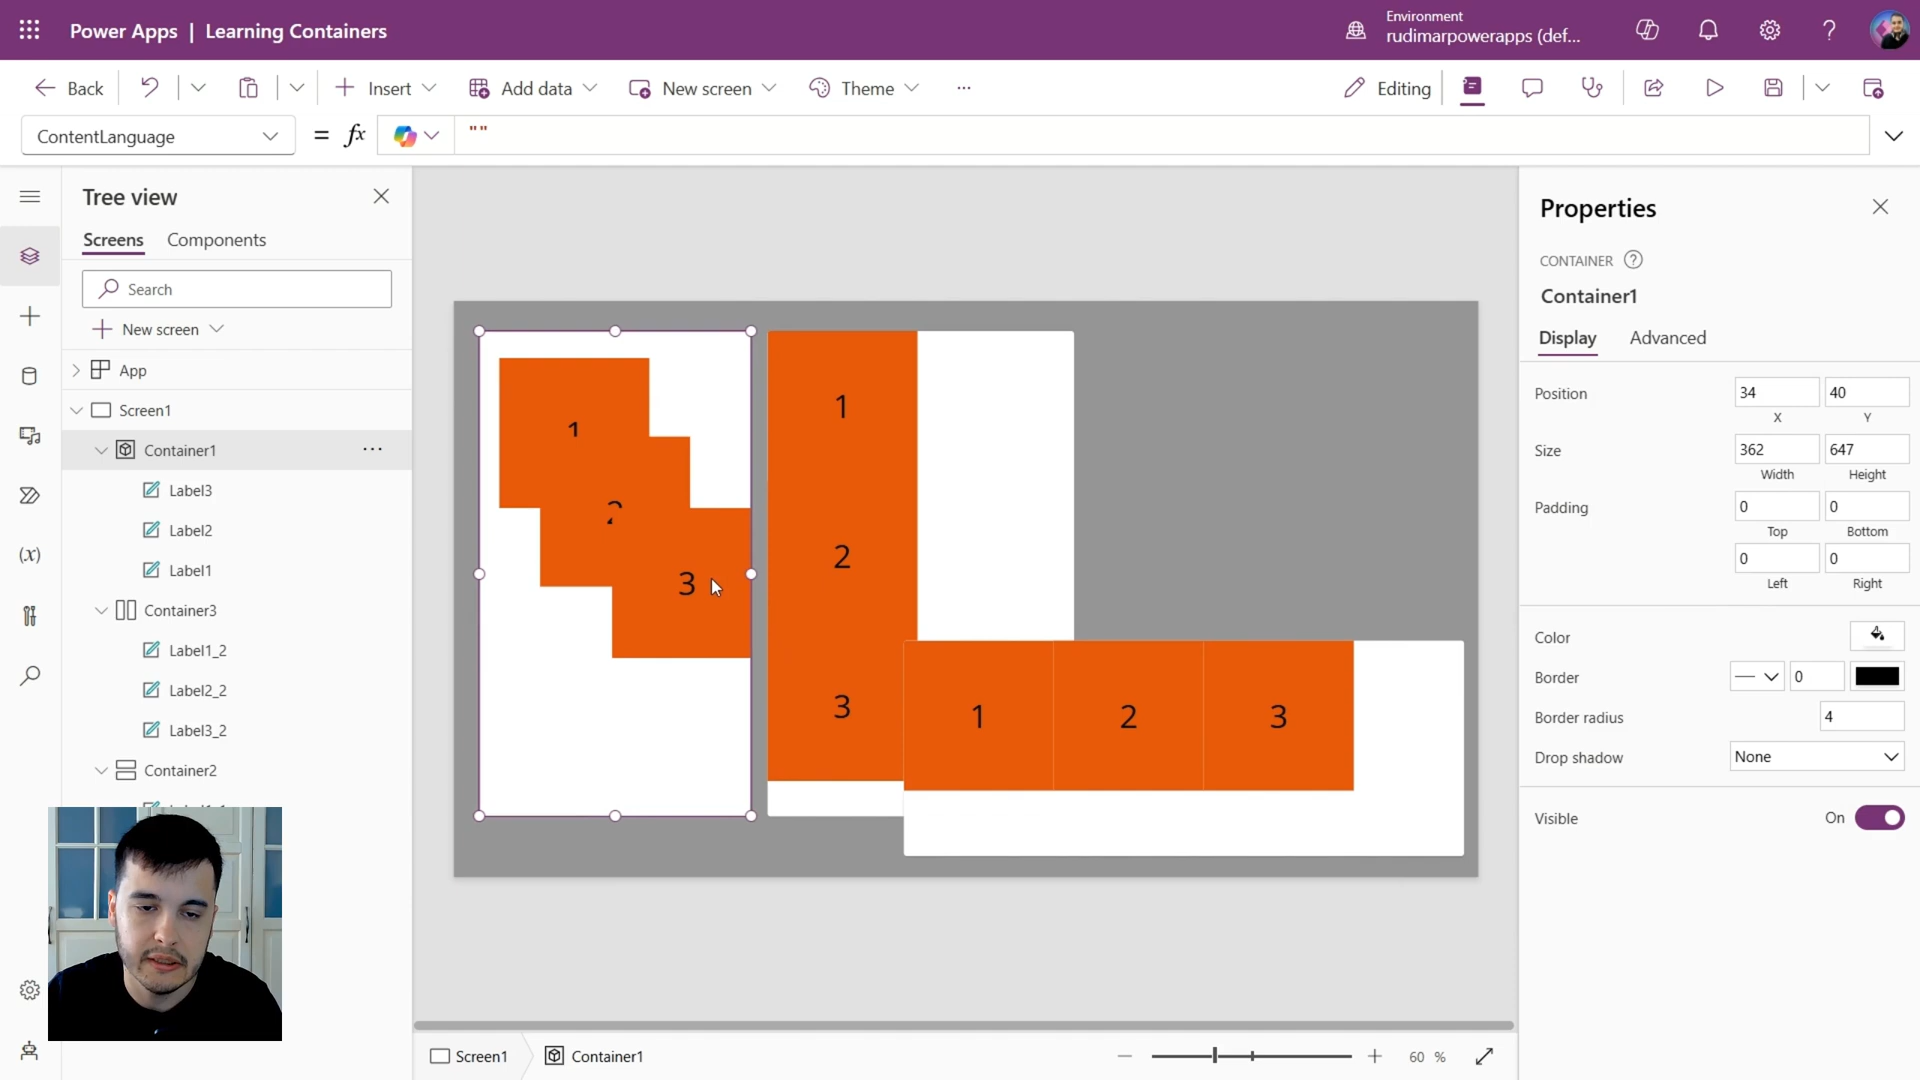 Power Apps | Learning Containers
Environment
rudimarpowerapps (def...
Back
Insert
Add data
New screen
Theme
...
Editing
ContentLanguage
= fx
""
Tree view
Screens
Components
Search
New screen
App
Screen1
Container1
...
Label3
Label2
Label1
Container3
Label1_2
Label2_2
Label3_2
Container2
1
2
3
1
2
3
1
2
3
Properties
CONTAINER
Container1
Display
Advanced
Position
34
40
X
Y
Size
362
647
Width
Height
Padding
0
0
Top
Bottom
0
0
Left
Right
Color
Border
0
Border radius
4
Drop shadow
None
Visible
On
Screen1
Container1
60 %
(x)